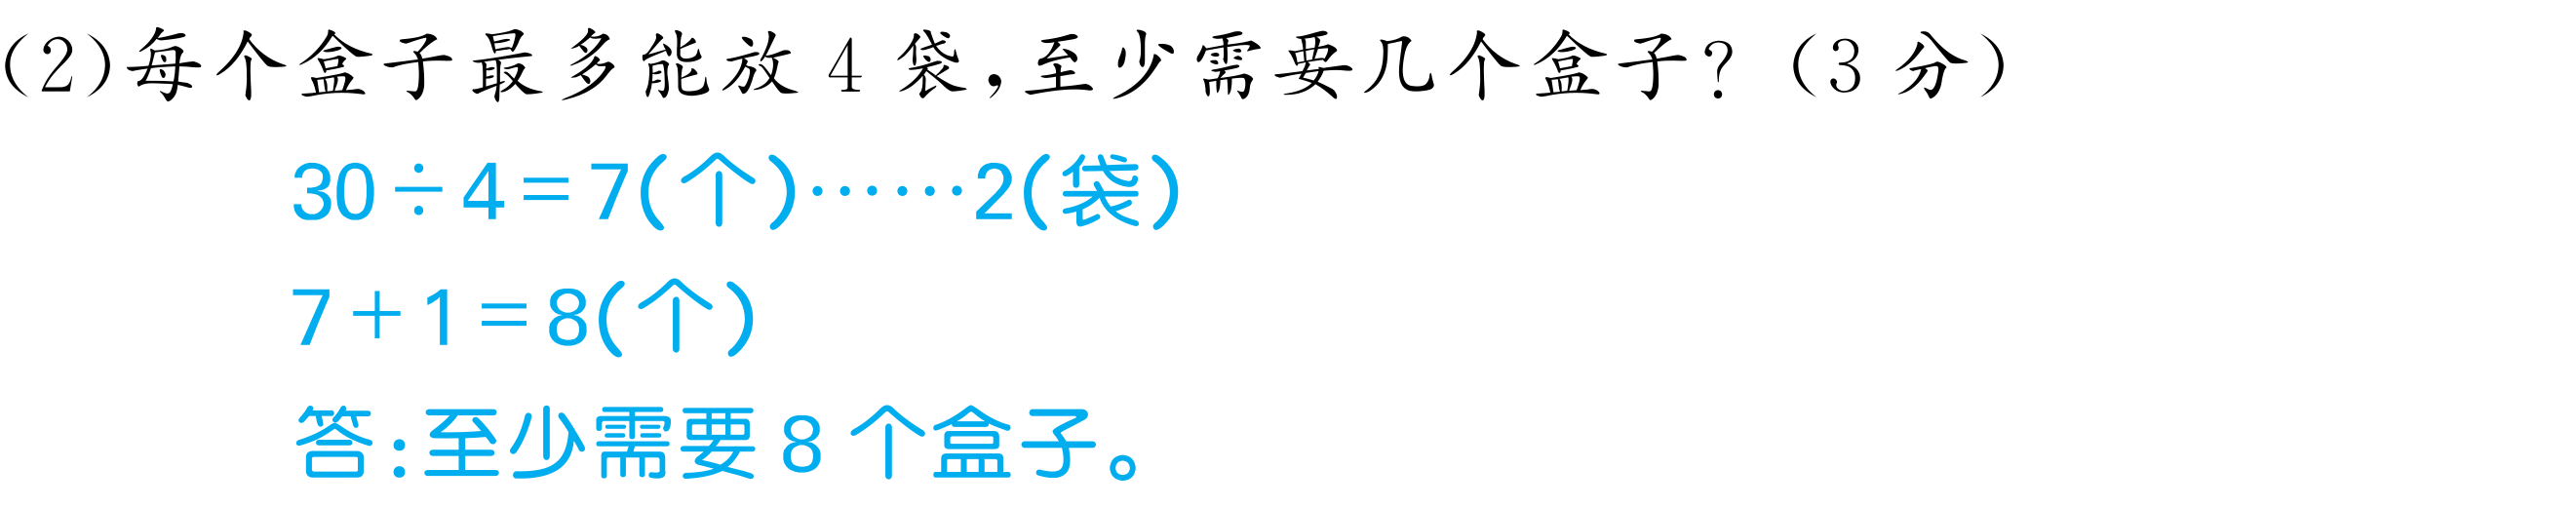 (2)每个盒子最多能放 4 袋,至少需要几个盒子? (3 分)
30÷4=7(个)······2(袋)
7+1=8(个)
答:至少需要 8 个盒子。